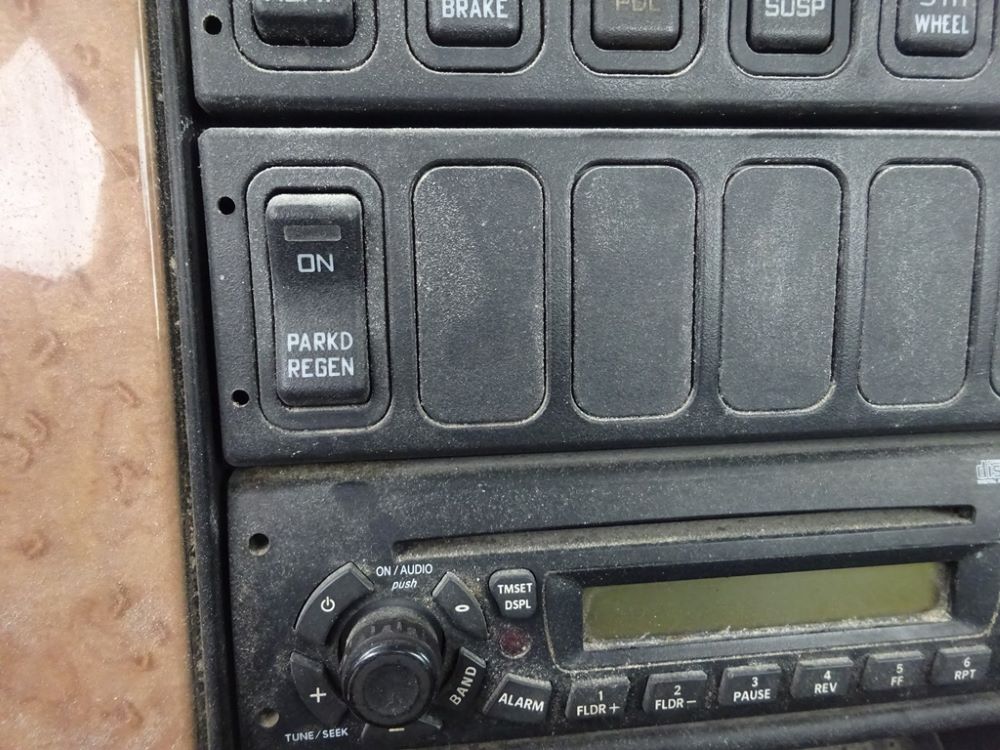 BRAKE
PDL
SUSP
WHEEL
ON
PARKD
REGEN
ON / AUDIO
push
TMSET
DSPL
BAND
ALARM
TUNE/SEEK
+
−
1
FLDR +
2
FLDR −
3
PAUSE
4
REV
5
FF
6
RPT